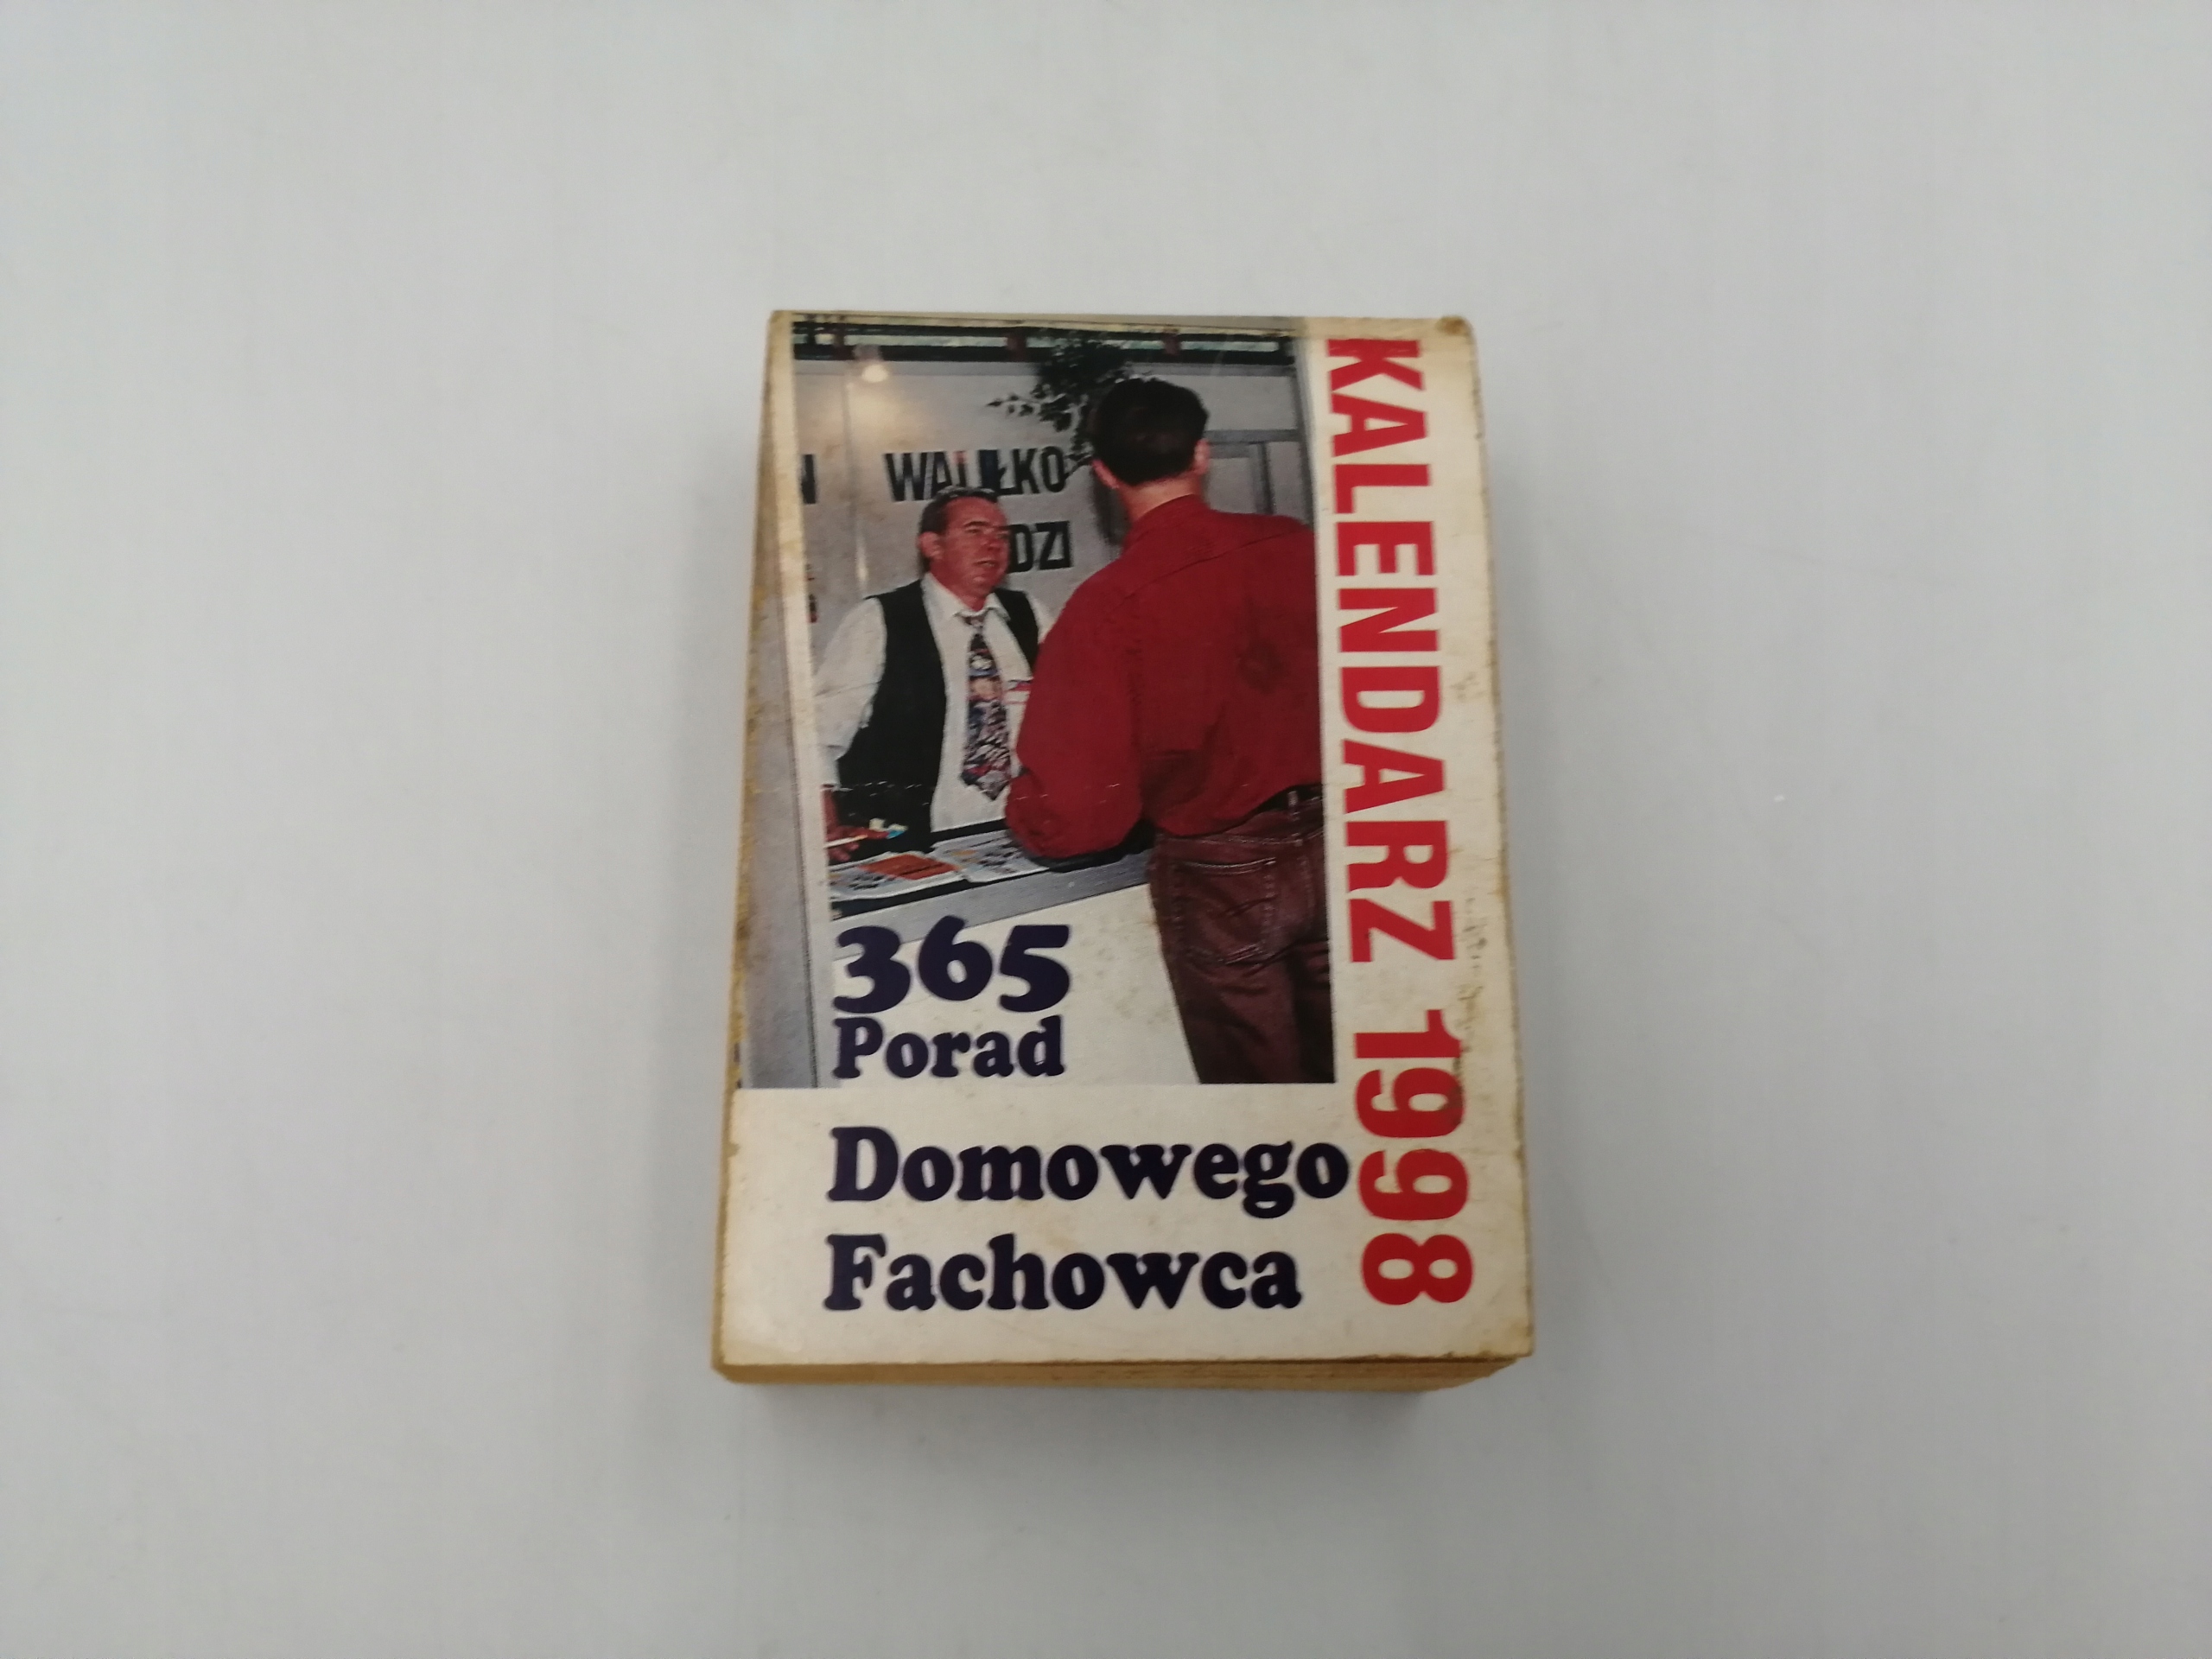 KALENDARZ 1998
365
Porad
Domowego
Fachowca